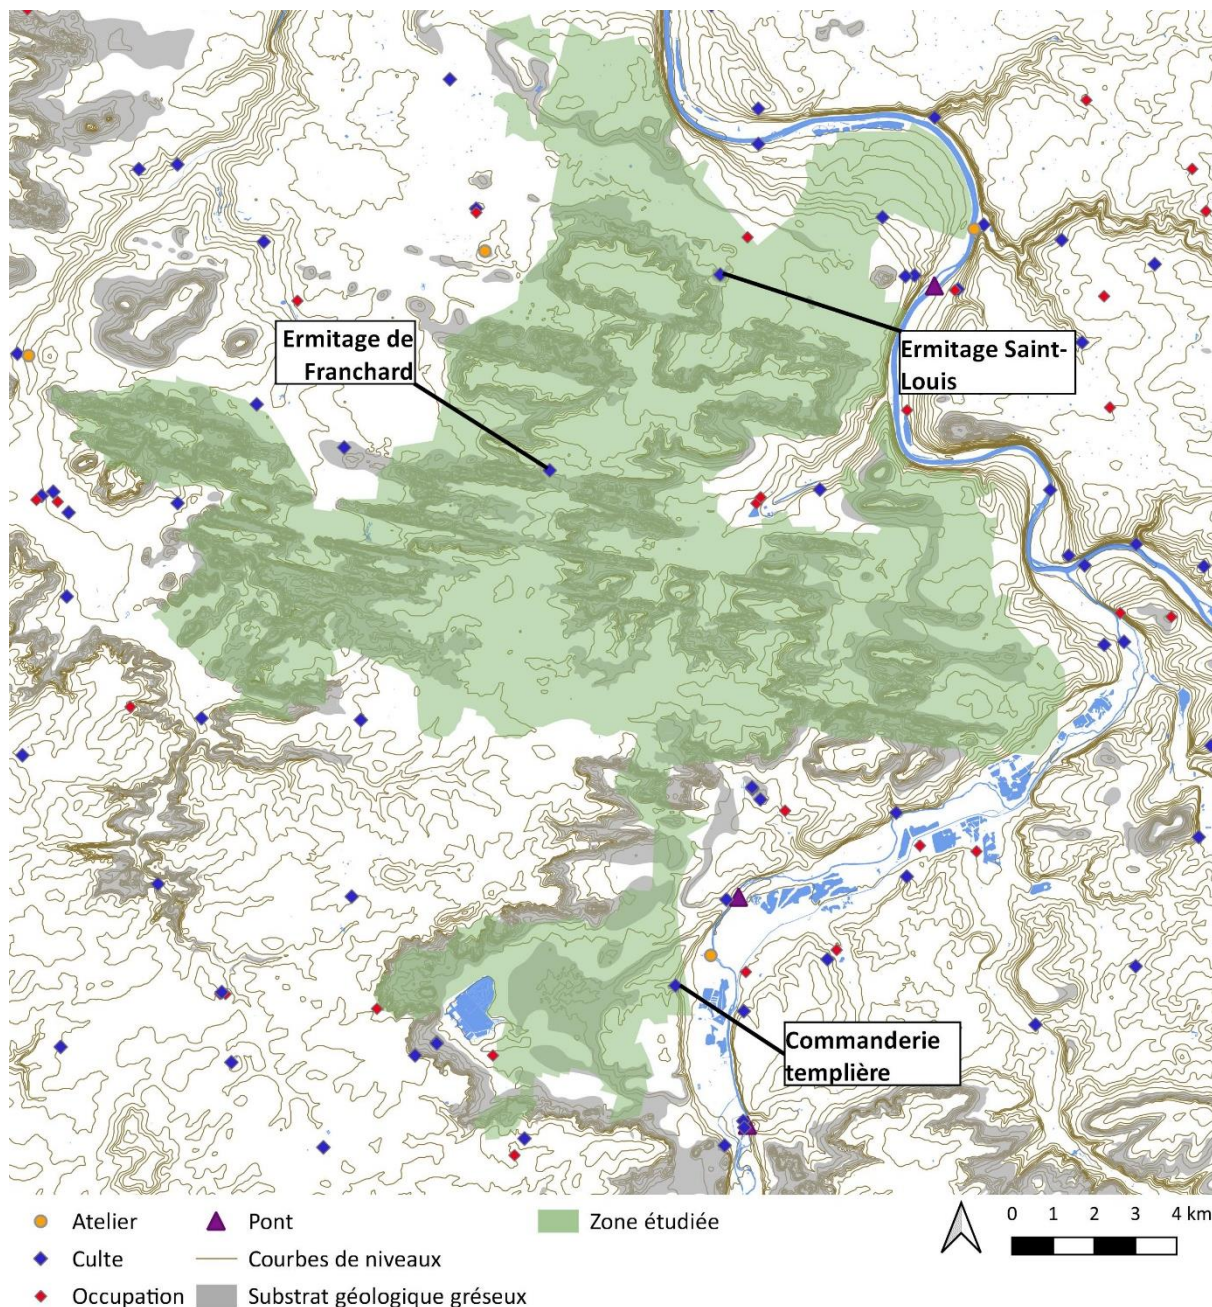 Ermitage de
Franchard
Ermitage Saint-
Louis
Commanderie
templière
Atelier
Pont
Zone étudiée
0 1 2 3 4 km
Culte
Courbes de niveaux
Occupation
Substrat géologique gréseux